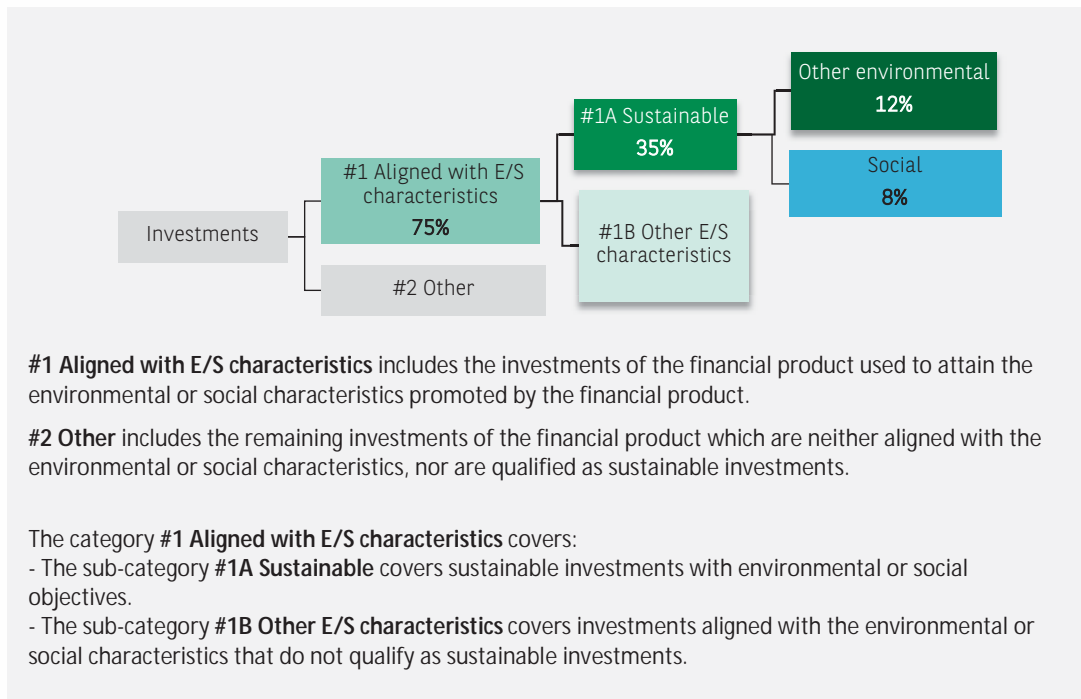 Other environmental
12%
#1A Sustainable
35%
Social
8%
#1 Aligned with E/S
characteristics
75%
#1B Other E/S
characteristics
Investments
#2 Other
#1 Aligned with E/S characteristics includes the investments of the financial product used to attain the
environmental or social characteristics promoted by the financial product.
#2 Other includes the remaining investments of the financial product which are neither aligned with the
environmental or social characteristics, nor are qualified as sustainable investments.
The category #1 Aligned with E/S characteristics covers:
- The sub-category #1A Sustainable covers sustainable investments with environmental or social
objectives.
- The sub-category #1B Other E/S characteristics covers investments aligned with the environmental or
social characteristics that do not qualify as sustainable investments.